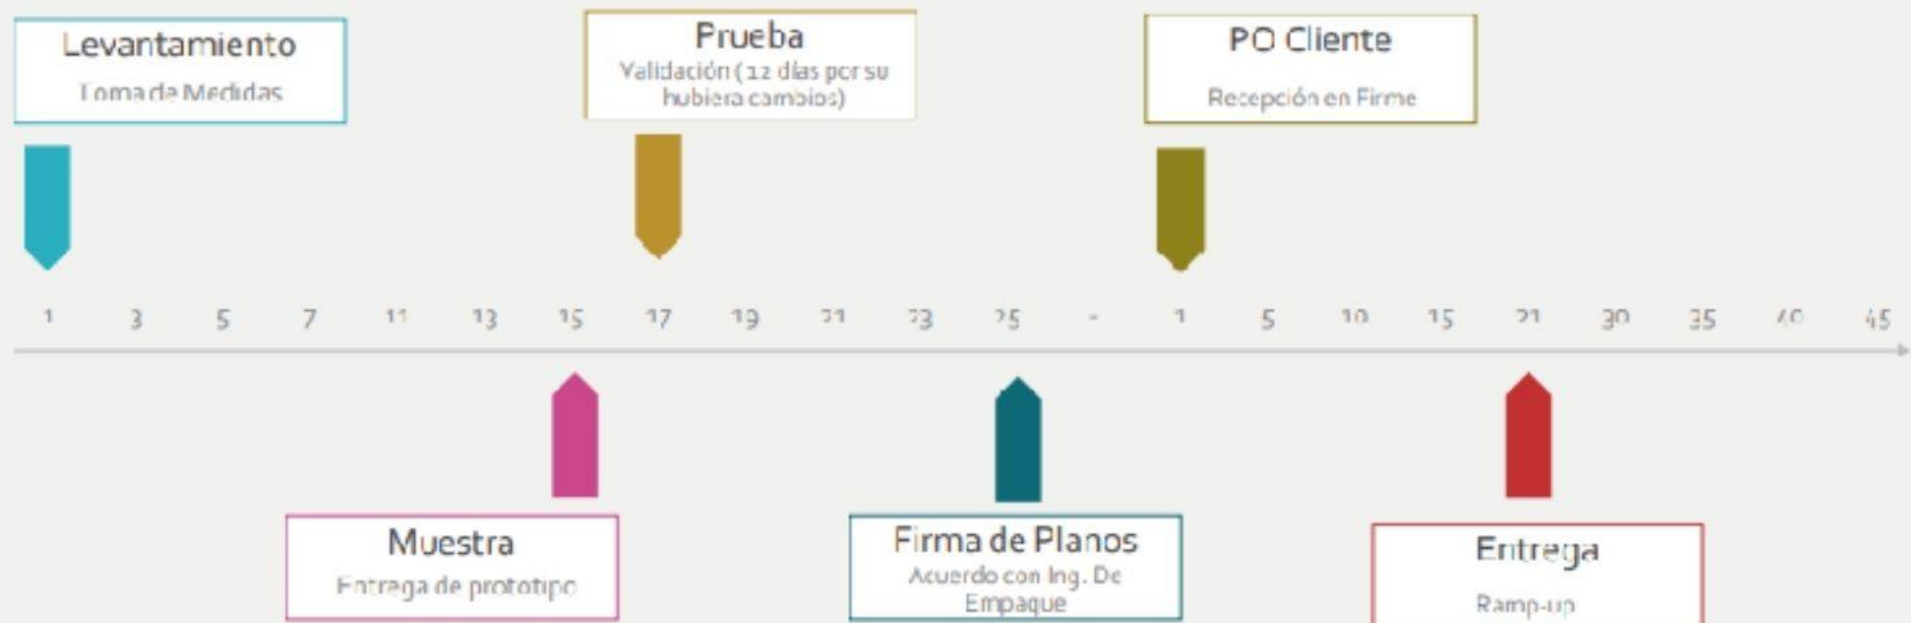 Levantamiento
Toma de Medidas
Prueba
Validación (12 días por su
hubiera cambios)
PO Cliente
Recepción en Firme
1 3 5 7 11 13 15 17 19 21 23 25 - 1 5 10 15 21 30 35 40 45
Muestra
Entrega de prototipo
Firma de Planos
Acuerdo con Ing. De
Empaque
Entrega
Ramp-up